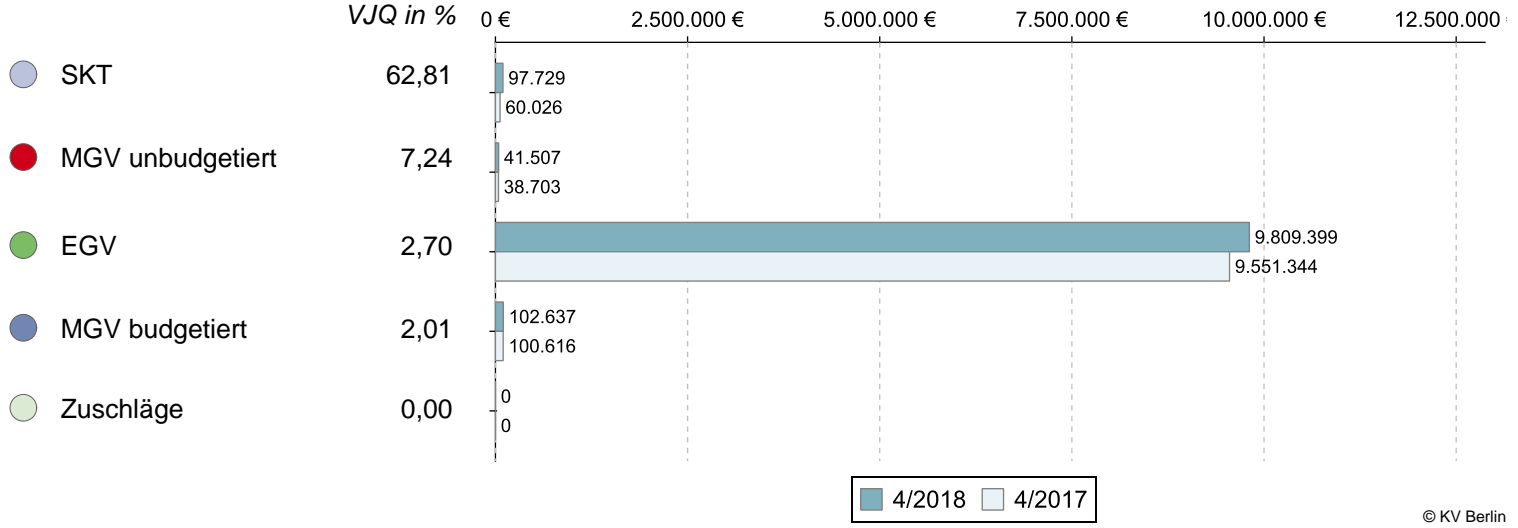 VJQ in % 0 € 2.500.000 € 5.000.000 € 7.500.000 € 10.000.000 € 12.500.000
SKT 62,81 97.729
60.026
MGV unbudgetiert 7,24 41.507
38.703
EGV 2,70 9.809.399
9.551.344
MGV budgetiert 2,01 102.637
100.616
Zuschläge 0,00 0
0
4/2018 4/2017
© KV Berlin